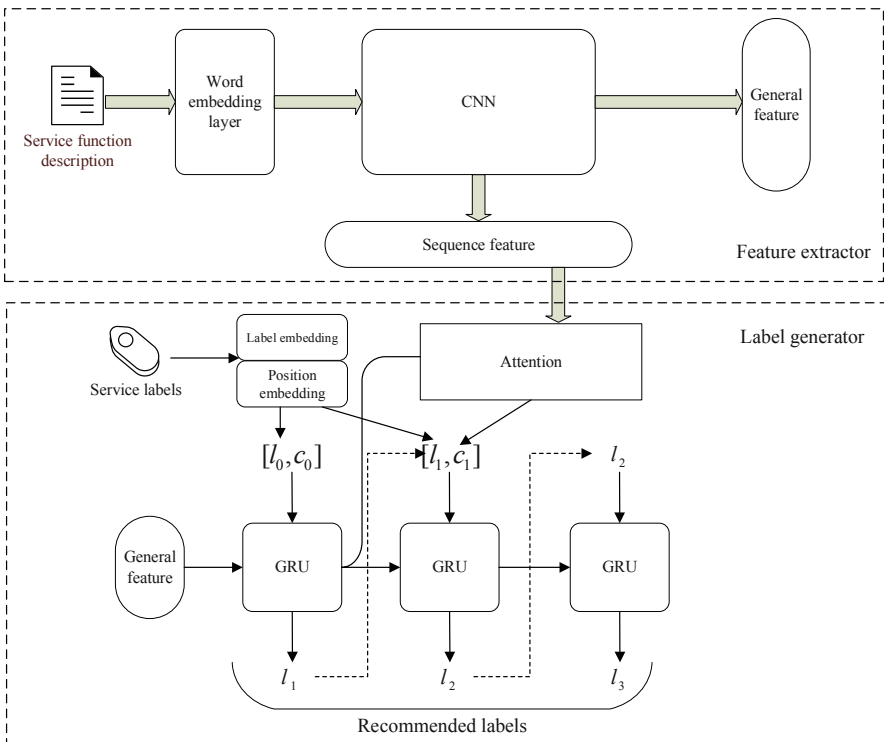 Service function
description
Word
embedding
layer
CNN
General
feature
Sequence feature
Feature extractor
Label generator
Service labels
Label embedding
Position
embedding
Attention
[l₀,c₀]
[l₁,c₁]
l₂
General
feature
GRU
GRU
GRU
l₁
l₂
l₃
Recommended labels